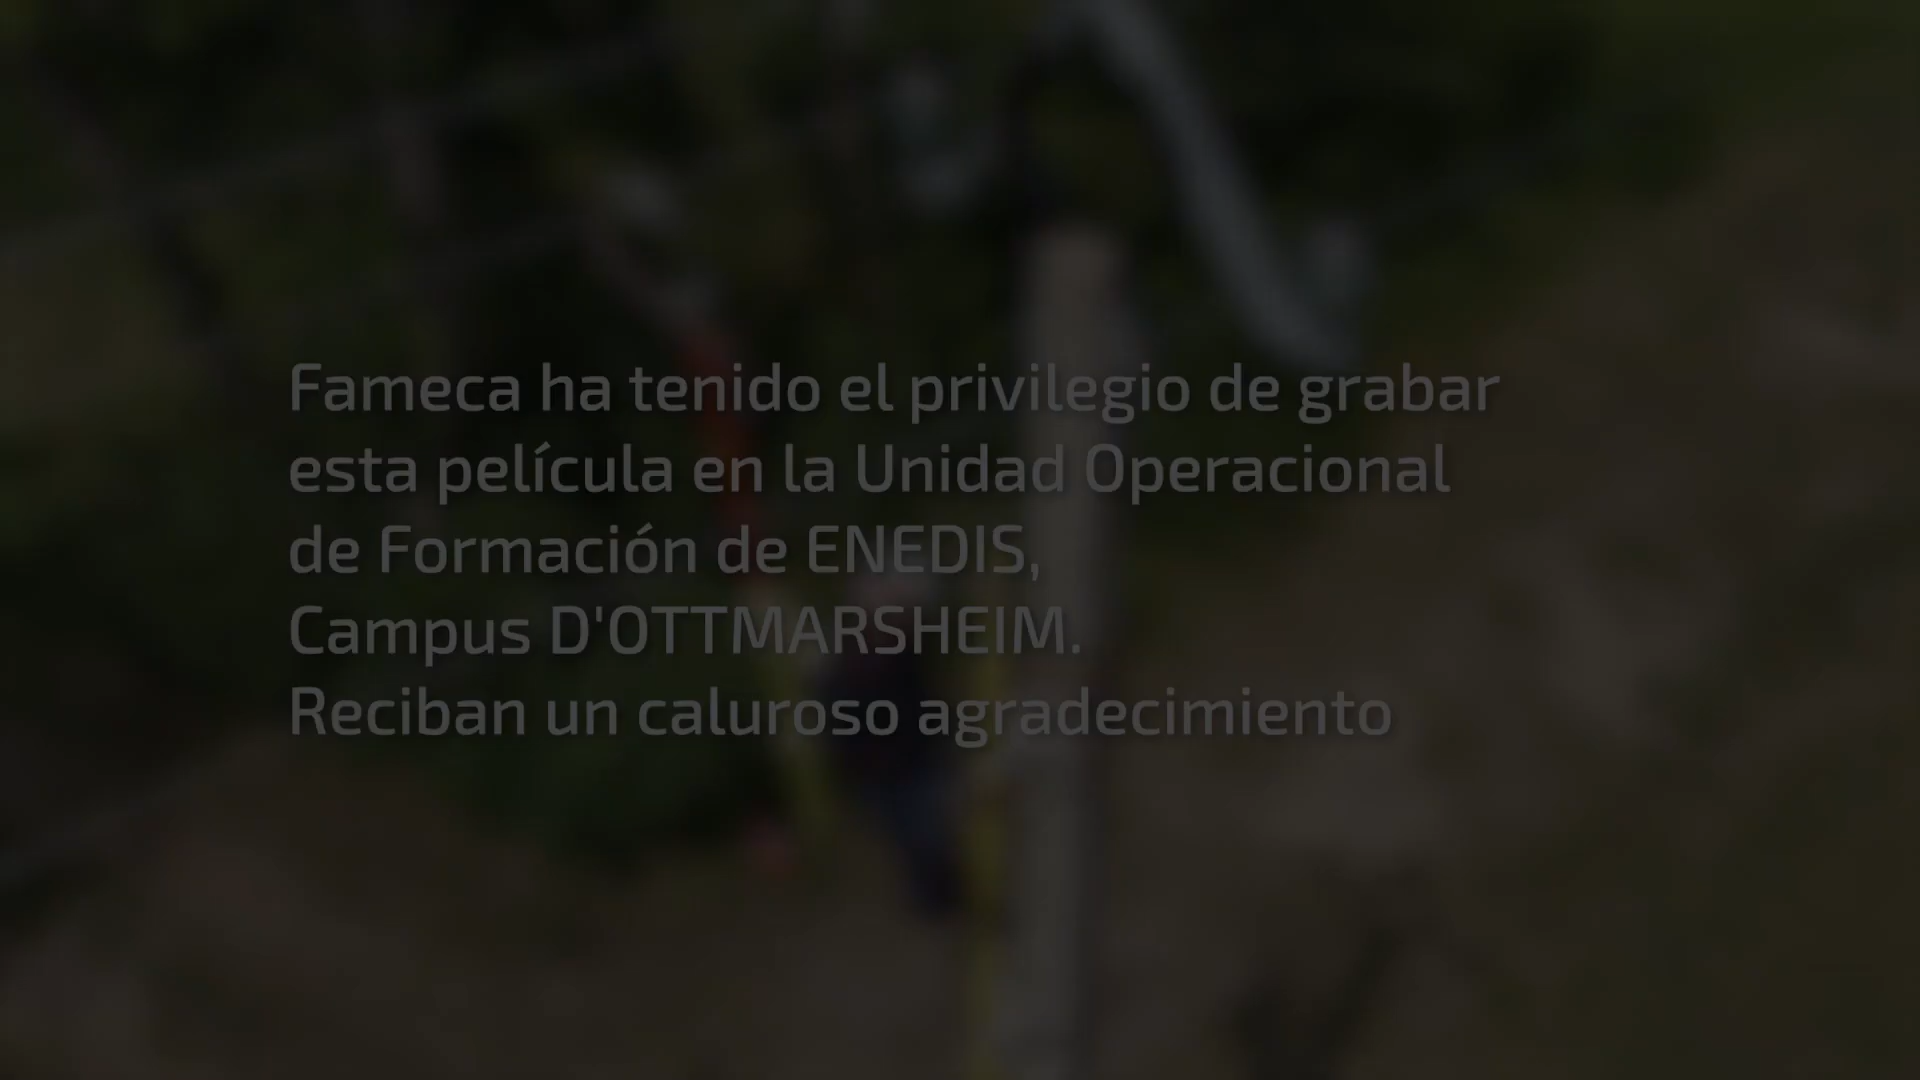 Fameca ha tenido el privilegio de grabar
esta película en la Unidad Operacional
de Formación de ENEDIS,
Campus D'OTTMARSHEIM.
Reciban un caluroso agradecimiento